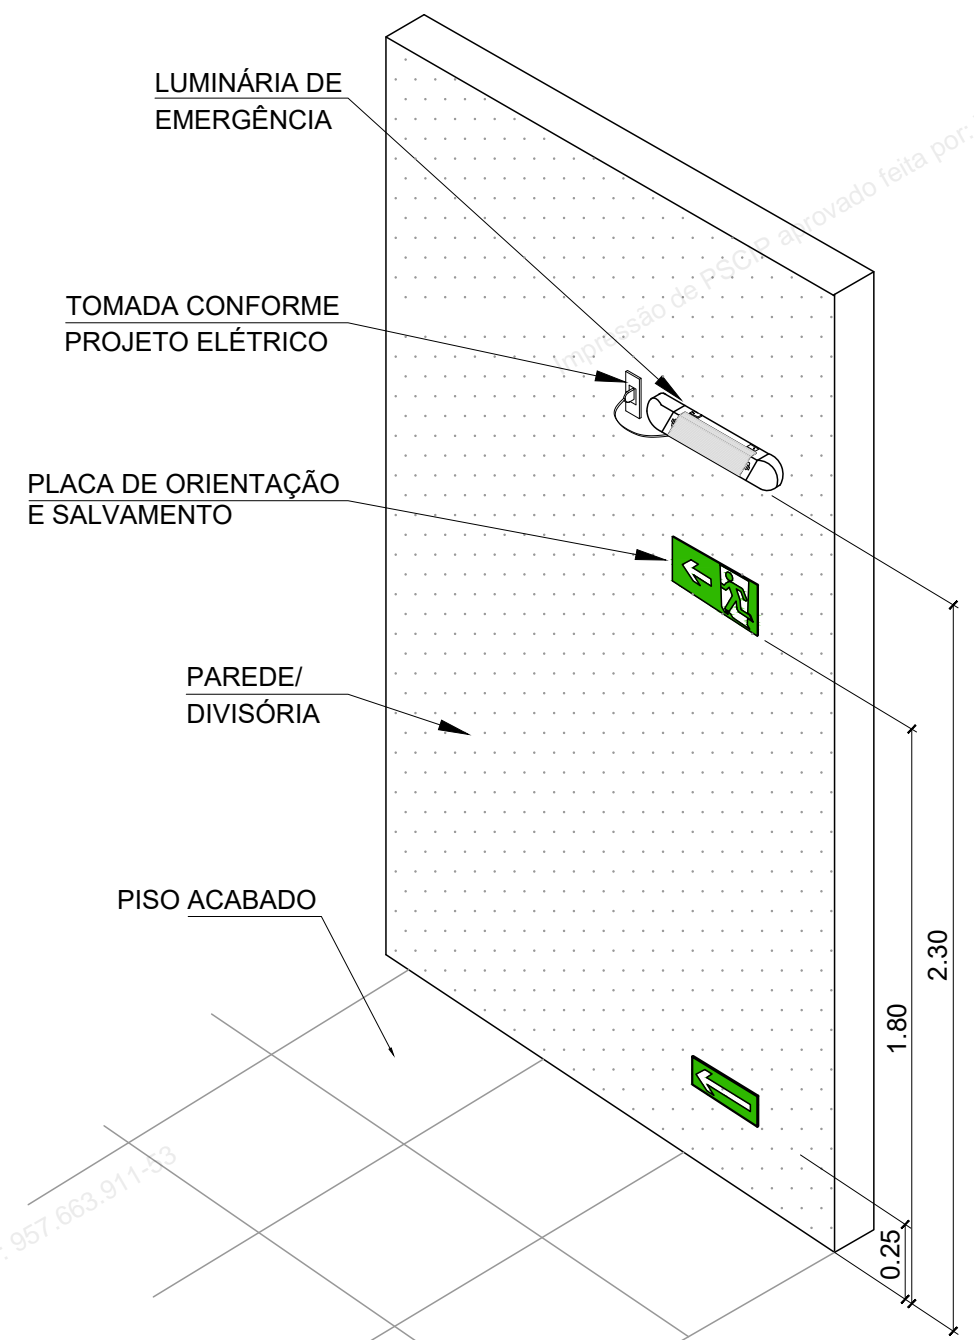 LUMINÁRIA DE
EMERGÊNCIA
Impressão de PSCIP aprovado feita por:
TOMADA CONFORME
PROJETO ELÉTRICO
PLACA DE ORIENTAÇÃO
E SALVAMENTO
PAREDE/
DIVISÓRIA
PISO ACABADO
2.30
1.80
0.25
: 957.663.911-53